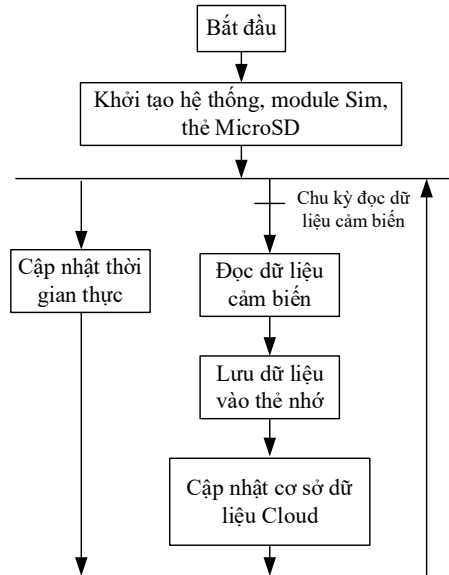 Bắt đầu
Khởi tạo hệ thống, module Sim,
thẻ MicroSD
Chu kỳ đọc dữ
liệu cảm biến
Cập nhật thời
gian thực
Đọc dữ liệu
cảm biến
Lưu dữ liệu
vào thẻ nhớ
Cập nhật cơ sở dữ
liệu Cloud